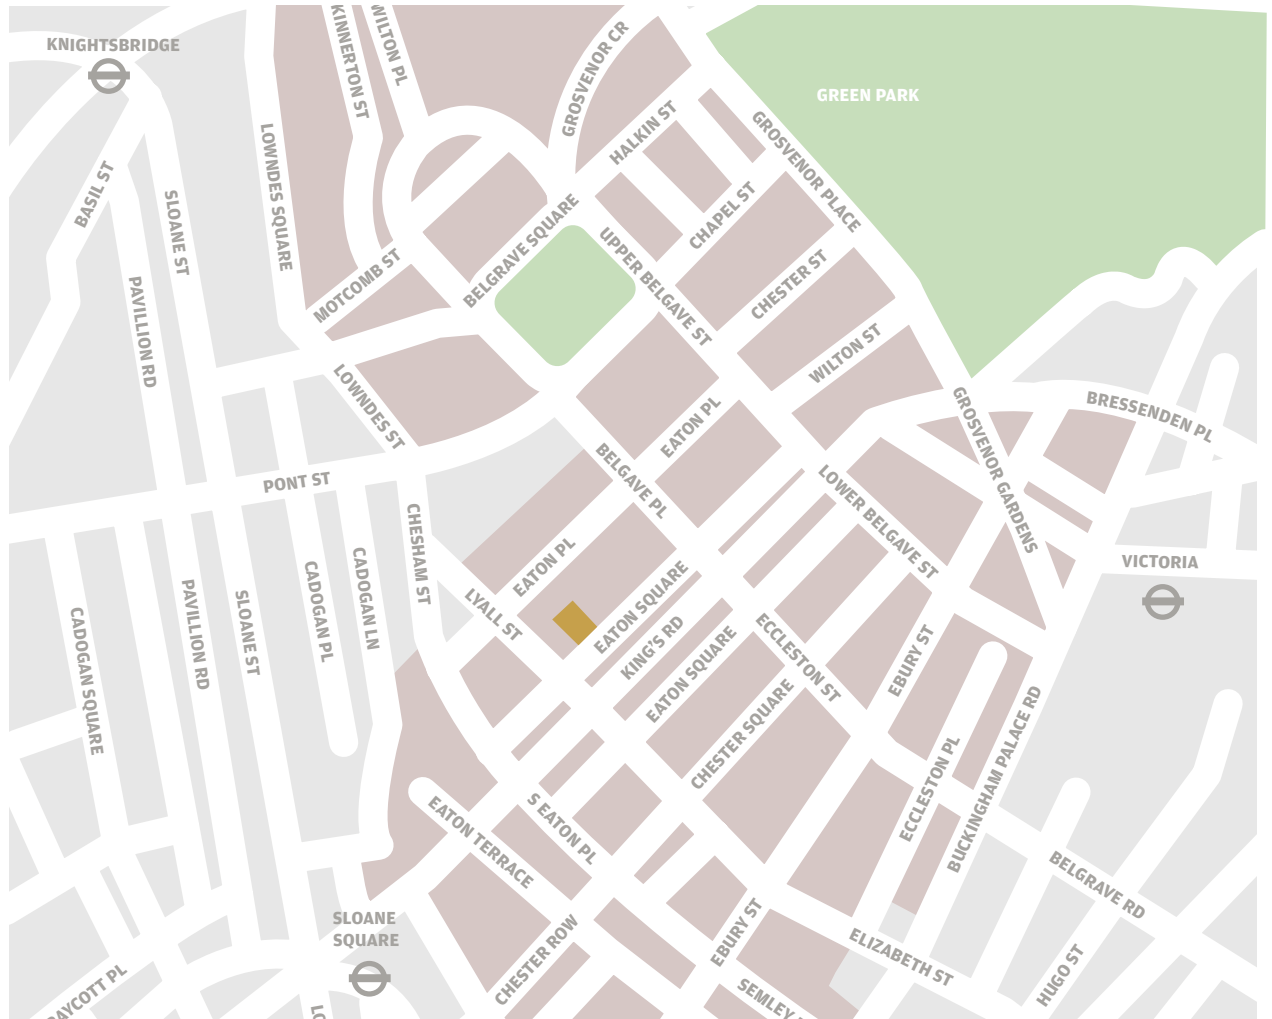 KNIGHTSBRIDGE
KINNERTON ST
WILTON PL
GROSVENOR CR
GREEN PARK
HALKIN ST
GROSVENOR PLACE
LOWNDES SQUARE
BASIL ST
SLOANE ST
CHAPEL ST
BELGRAVE SQUARE
UPPER BELGAVE ST
MOTCOMB ST
CHESTER ST
PAVILLION RD
WILTON ST
LOWNDES ST
EATON PL
GROSVENOR GARDENS
BRESSENDEN PL
BELGAVE PL
PONT ST
LOWER BELGAVE ST
CHESHAM ST
EATON PL
VICTORIA
CADOGAN SQUARE
PAVILLION RD
SLOANE ST
CADOGAN PL
CADOGAN LN
LYALL ST
EATON SQUARE
KING'S RD
EATON SQUARE
ECCLESTON ST
EBURY ST
CHESTER SQUARE
BUCKINGHAM PALACE RD
ECCLESTON PL
S EATON PL
EATON TERRACE
BELGRAVE RD
SLOANE
SQUARE
CHESTER ROW
EBURY ST
ELIZABETH ST
HUGO ST
SEMLEY
AYCOTT PL
LO